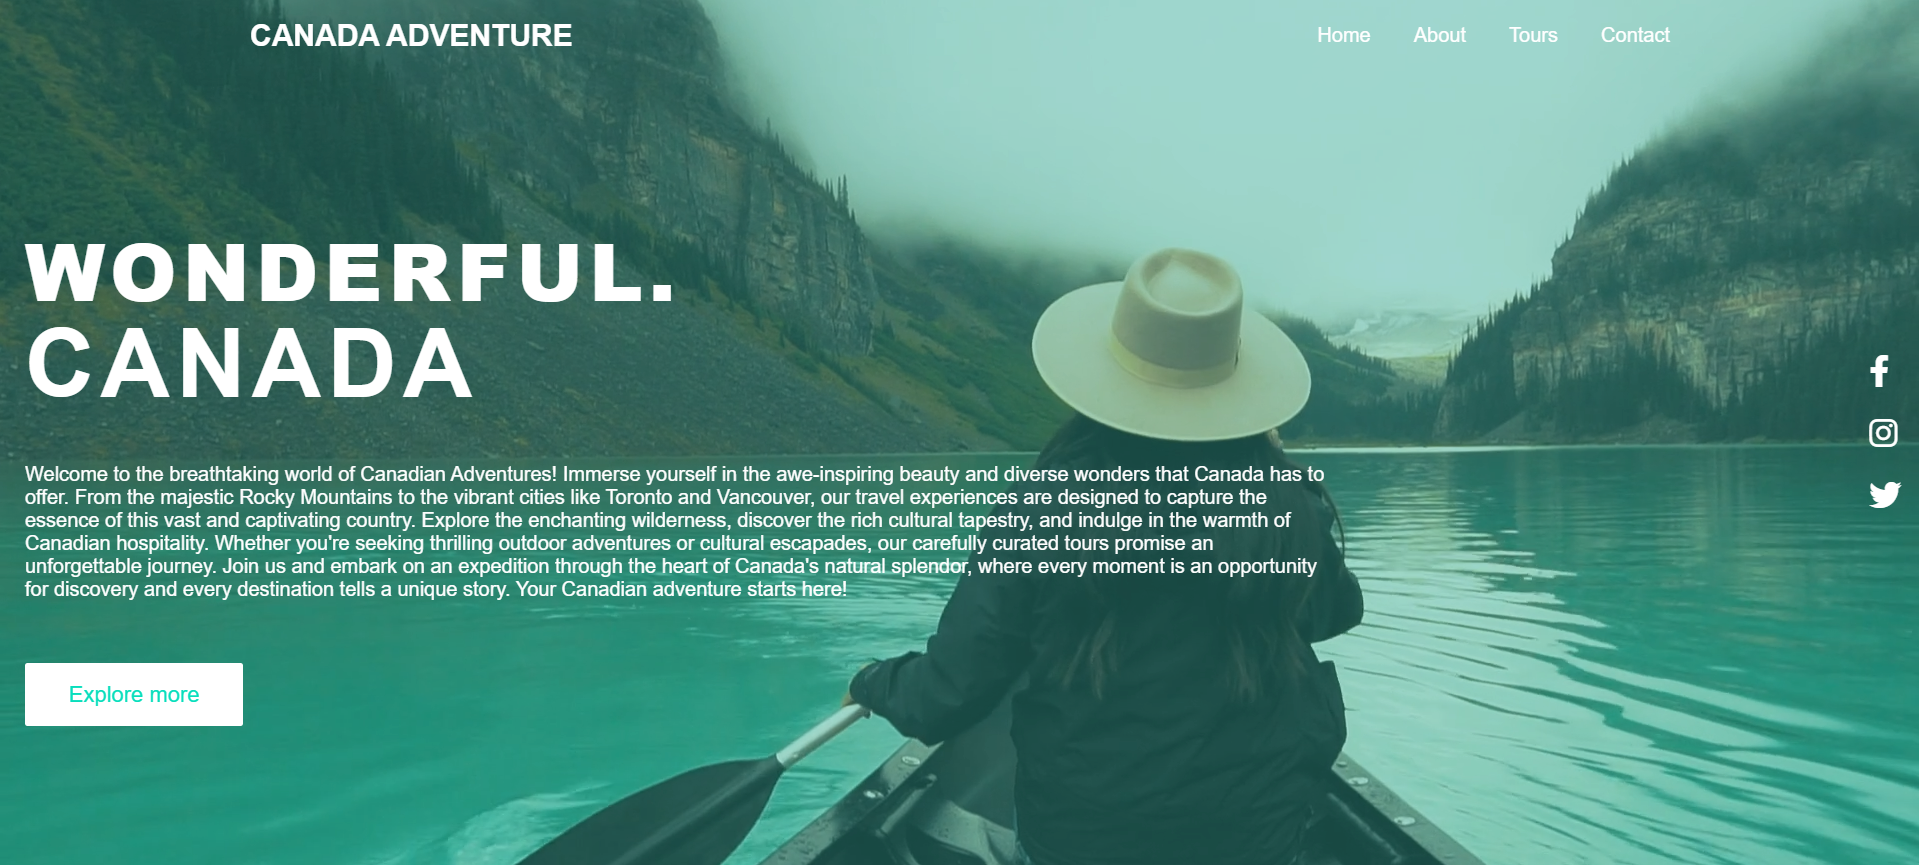 CANADA ADVENTURE
Home About Tours Contact
WONDERFUL.
CANADA
Welcome to the breathtaking world of Canadian Adventures! Immerse yourself in the awe-inspiring beauty and diverse wonders that Canada has to
offer. From the majestic Rocky Mountains to the vibrant cities like Toronto and Vancouver, our travel experiences are designed to capture the
essence of this vast and captivating country. Explore the enchanting wilderness, discover the rich cultural tapestry, and indulge in the warmth of
Canadian hospitality. Whether you're seeking thrilling outdoor adventures or cultural escapades, our carefully curated tours promise an
unforgettable journey. Join us and embark on an expedition through the heart of Canada's natural splendor, where every moment is an opportunity
for discovery and every destination tells a unique story. Your Canadian adventure starts here!
Explore more